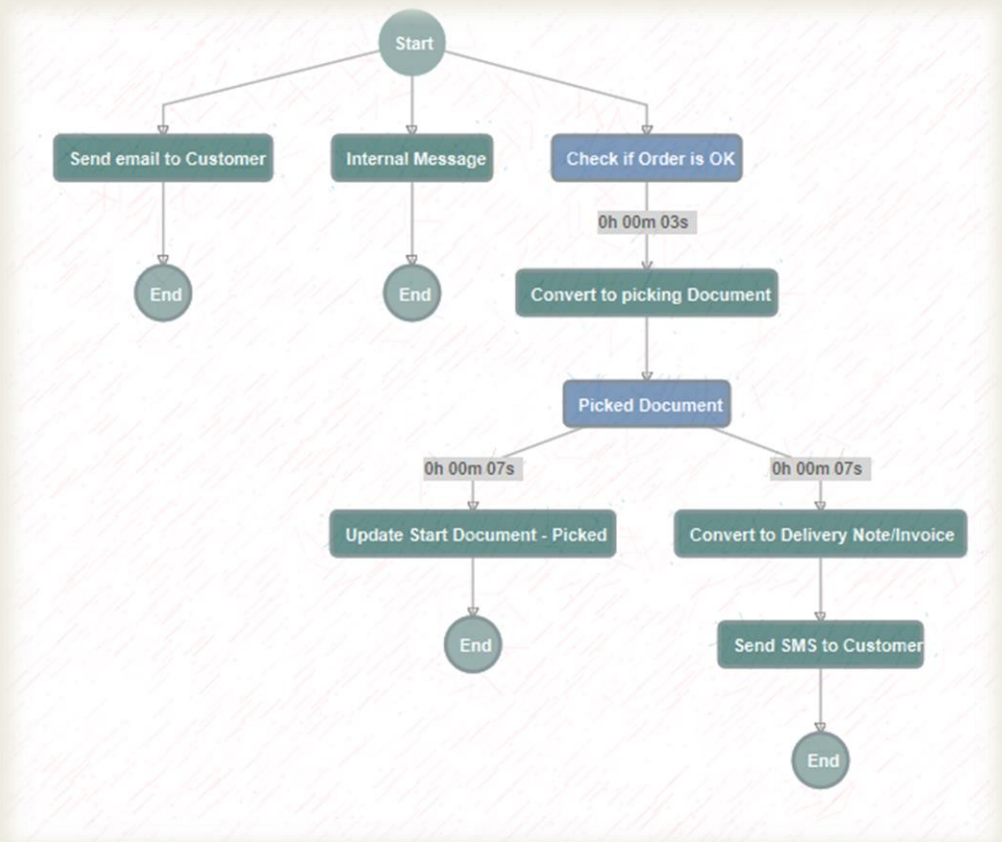 Start
Send email to Customer
Internal Message
Check if Order is OK
0h 00m 03s
End
End
Convert to picking Document
Picked Document
0h 00m 07s
0h 00m 07s
Update Start Document - Picked
Convert to Delivery Note/Invoice
End
Send SMS to Customer
End